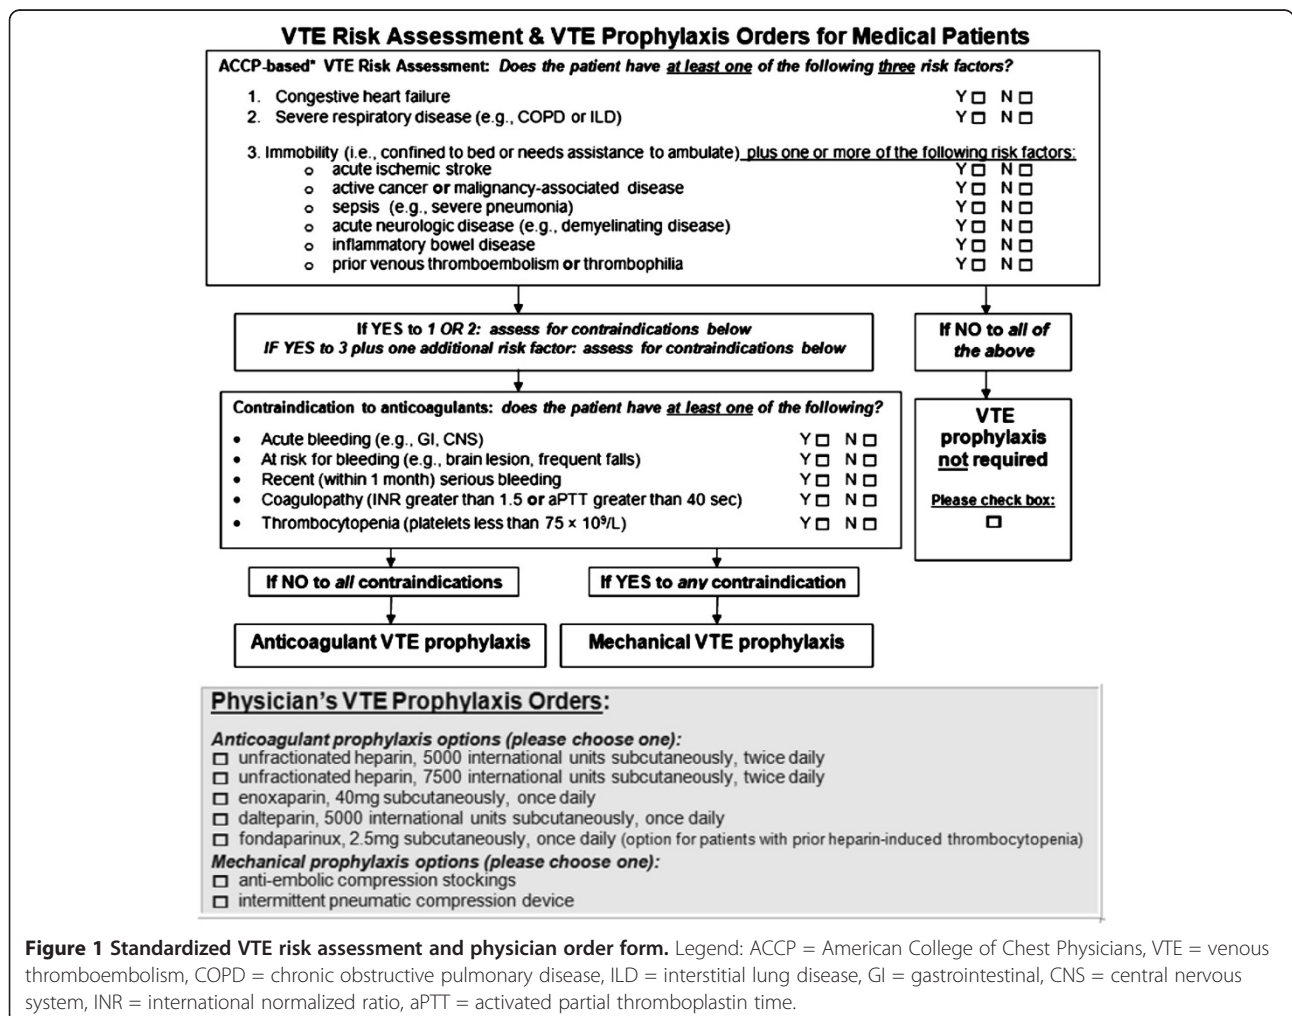 VTE Risk Assessment & VTE Prophylaxis Orders for Medical Patients
ACCP-based* VTE Risk Assessment: Does the patient have at least one of the following three risk factors?
1. Congestive heart failure Y □ N □
2. Severe respiratory disease (e.g., COPD or ILD) Y □ N □
3. Immobility (i.e., confined to bed or needs assistance to ambulate) plus one or more of the following risk factors:
o acute ischemic stroke Y □ N □
o active cancer or malignancy-associated disease Y □ N □
o sepsis (e.g., severe pneumonia) Y □ N □
o acute neurologic disease (e.g., demyelinating disease) Y □ N □
o inflammatory bowel disease Y □ N □
o prior venous thromboembolism or thrombophilia Y □ N □
If YES to 1 OR 2: assess for contraindications below
IF YES to 3 plus one additional risk factor: assess for contraindications below
If NO to all of
the above
Contraindication to anticoagulants: does the patient have at least one of the following?
• Acute bleeding (e.g., GI, CNS) Y □ N □
• At risk for bleeding (e.g., brain lesion, frequent falls) Y □ N □
• Recent (within 1 month) serious bleeding Y □ N □
• Coagulopathy (INR greater than 1.5 or aPTT greater than 40 sec) Y □ N □
• Thrombocytopenia (platelets less than 75 × 10⁹/L) Y □ N □
VTE
prophylaxis
not required
Please check box:
□
If NO to all contraindications
If YES to any contraindication
Anticoagulant VTE prophylaxis
Mechanical VTE prophylaxis
Physician's VTE Prophylaxis Orders:
Anticoagulant prophylaxis options (please choose one):
□ unfractionated heparin, 5000 international units subcutaneously, twice daily
□ unfractionated heparin, 7500 international units subcutaneously, twice daily
□ enoxaparin, 40mg subcutaneously, once daily
□ dalteparin, 5000 international units subcutaneously, once daily
□ fondaparinux, 2.5mg subcutaneously, once daily (option for patients with prior heparin-induced thrombocytopenia)
Mechanical prophylaxis options (please choose one):
□ anti-embolic compression stockings
□ intermittent pneumatic compression device
Figure 1 Standardized VTE risk assessment and physician order form. Legend: ACCP = American College of Chest Physicians, VTE = venous
thromboembolism, COPD = chronic obstructive pulmonary disease, ILD = interstitial lung disease, GI = gastrointestinal, CNS = central nervous
system, INR = international normalized ratio, aPTT = activated partial thromboplastin time.